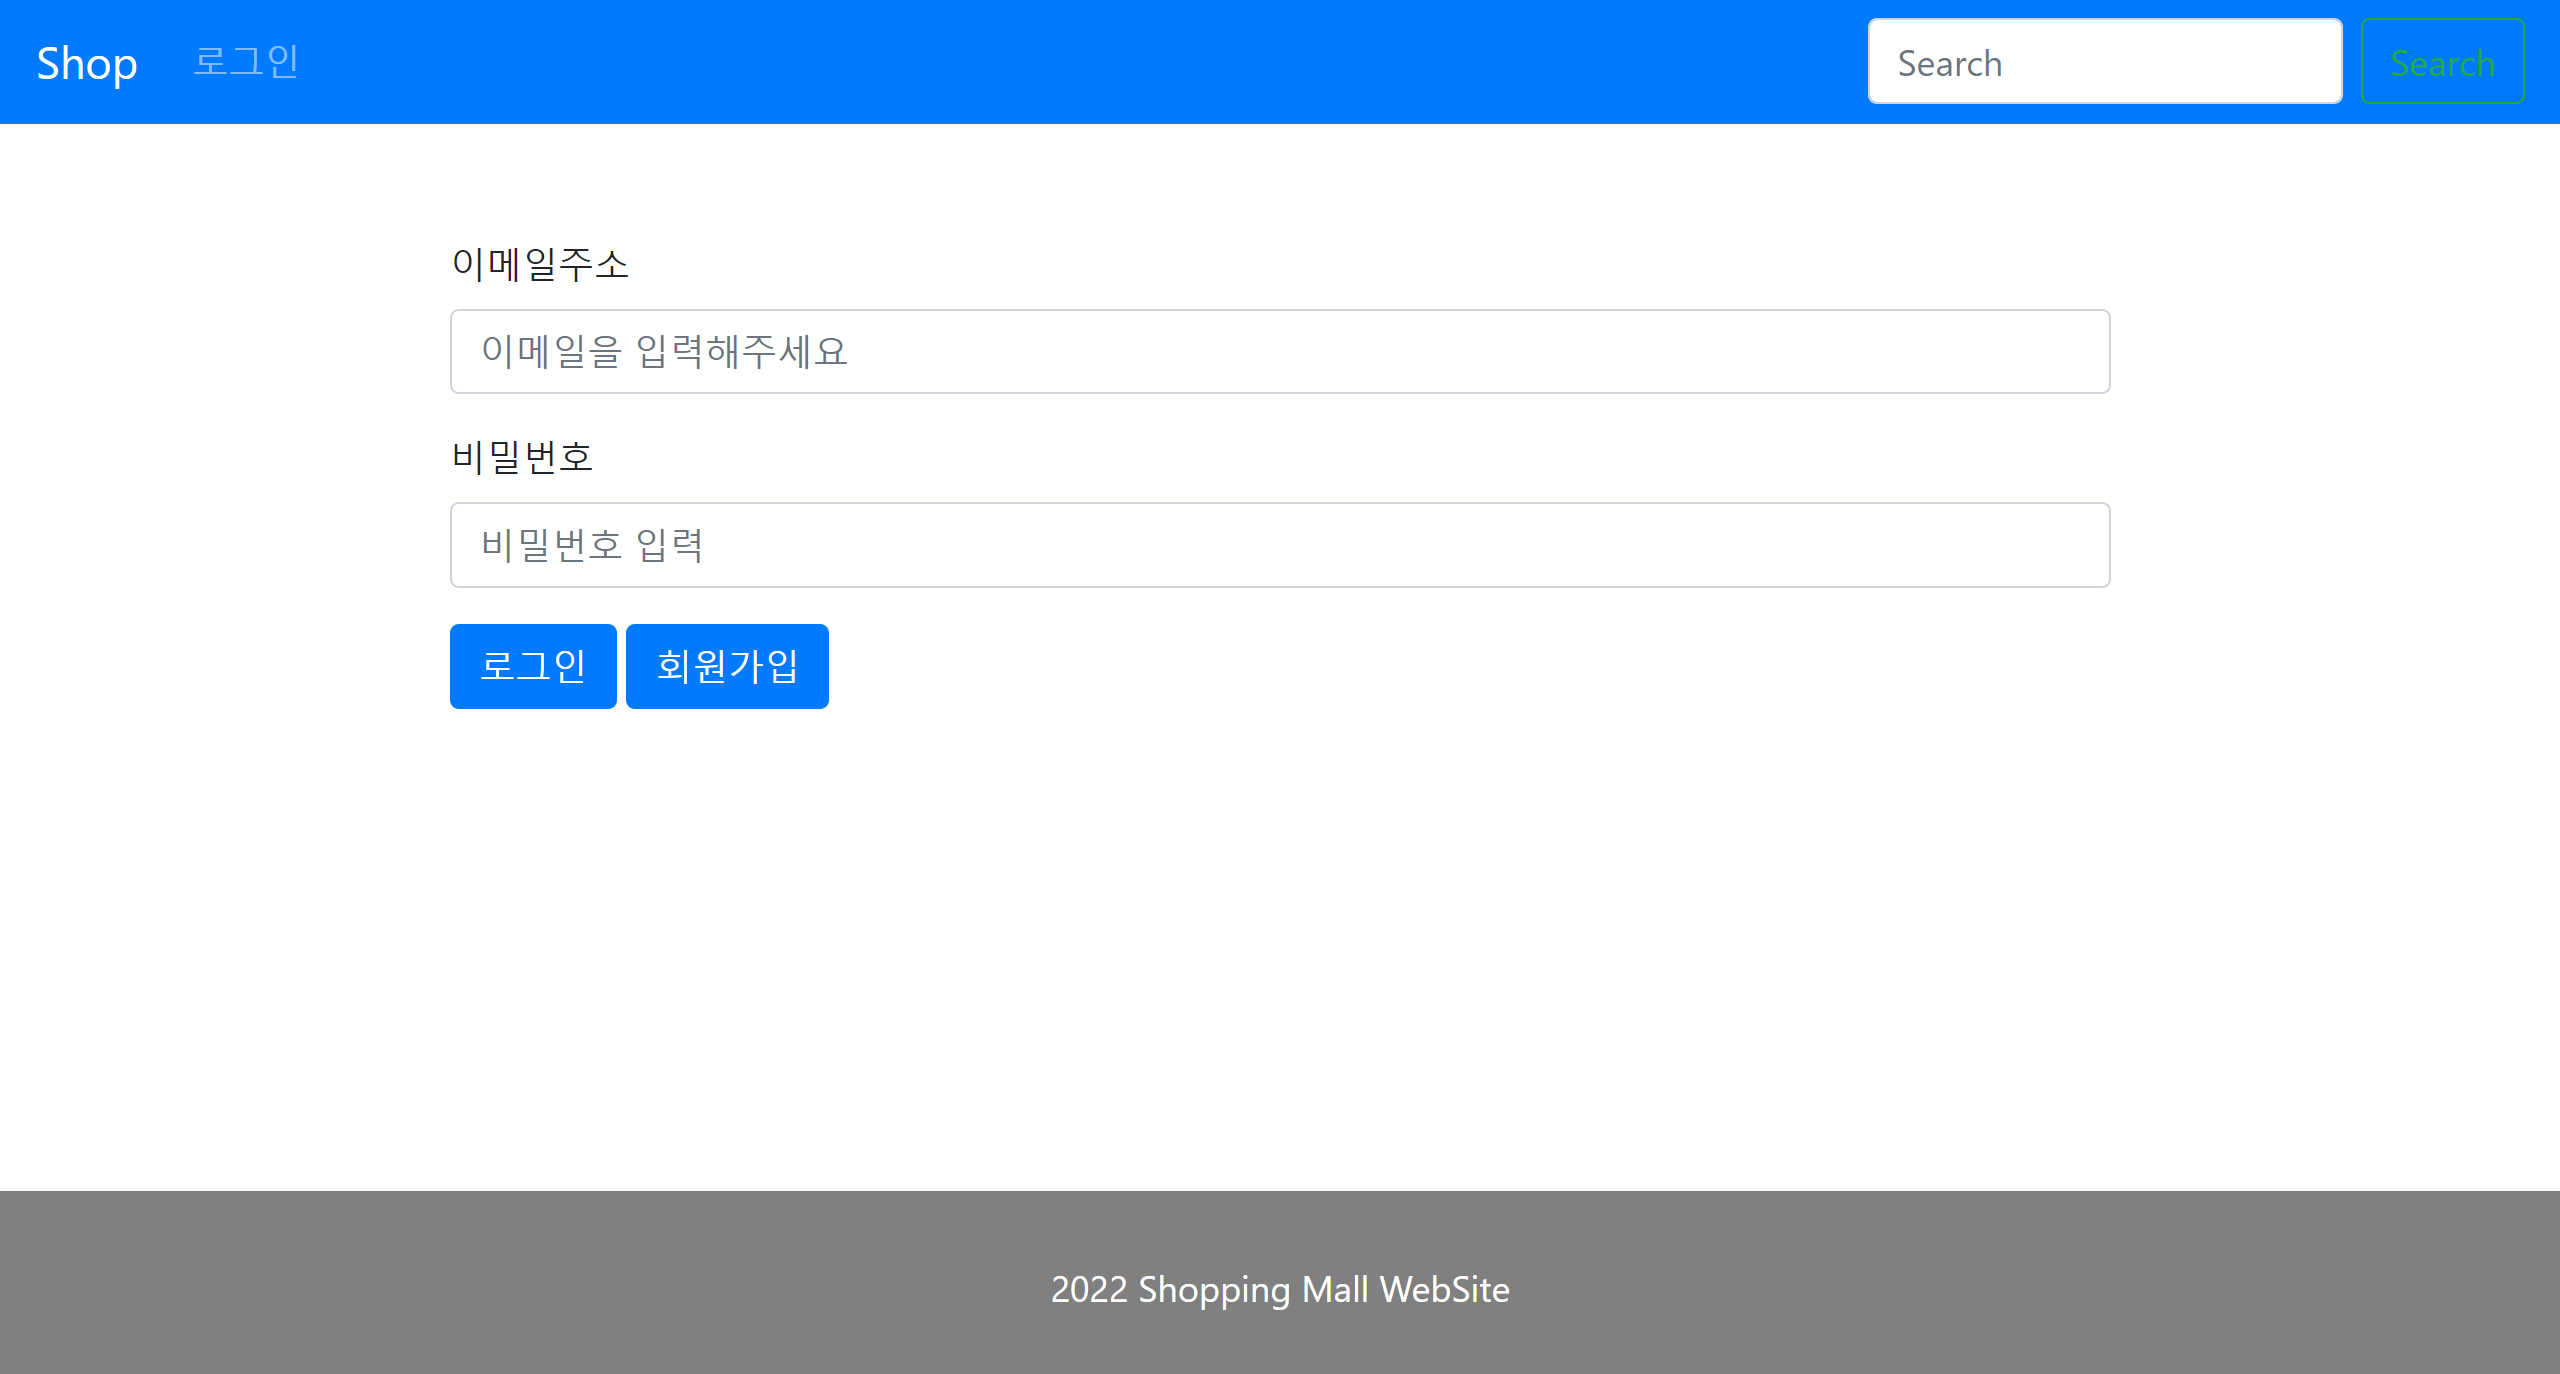 Shop 로그인 Search Search
이메일주소
이메일을 입력해주세요
비밀번호
비밀번호 입력
로그인 회원가입
2022 Shopping Mall WebSite